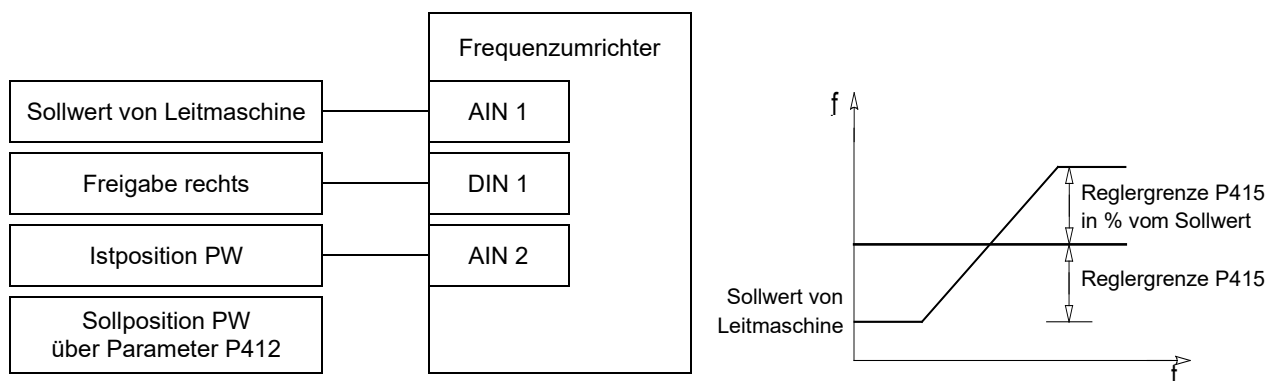 Frequenzumrichter
Sollwert von Leitmaschine
AIN 1
Freigabe rechts
DIN 1
Istposition PW
AIN 2
Sollposition PW
über Parameter P412
f
Reglergrenze P415
in % vom Sollwert
Reglergrenze P415
Sollwert von
Leitmaschine
f